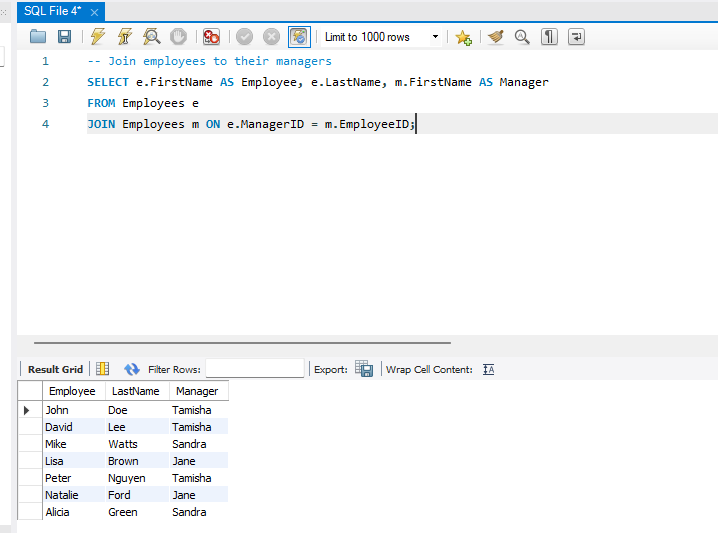 SQL File 4*
Limit to 1000 rows
1 -- Join employees to their managers
2 SELECT e.FirstName AS Employee, e.LastName, m.FirstName AS Manager
3 FROM Employees e
4 JOIN Employees m ON e.ManagerID = m.EmployeeID;
Result Grid Filter Rows: Export: Wrap Cell Content:
Employee LastName Manager
John Doe Tamisha
David Lee Tamisha
Mike Watts Sandra
Lisa Brown Jane
Peter Nguyen Tamisha
Natalie Ford Jane
Alicia Green Sandra